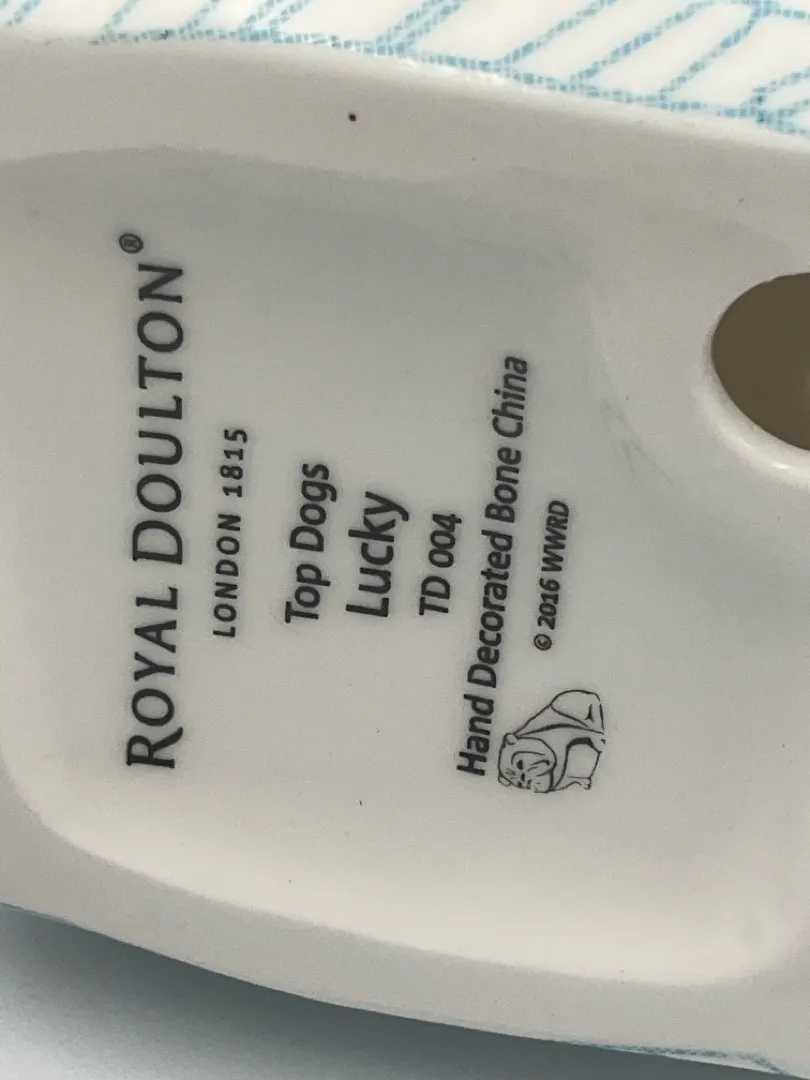 ROYAL DOULTON®
LONDON 1815
Top Dogs
Lucky
TD 004
Hand Decorated Bone China
© 2016 WWRD